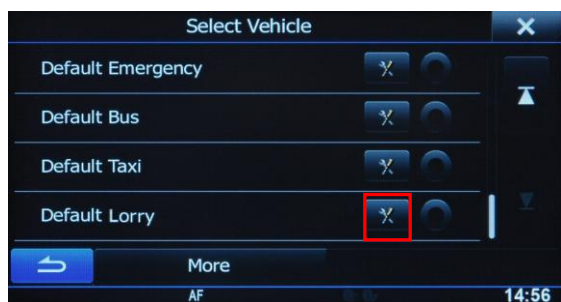 Select Vehicle
Default Emergency
Default Bus
Default Taxi
Default Lorry
More
AF
14:56